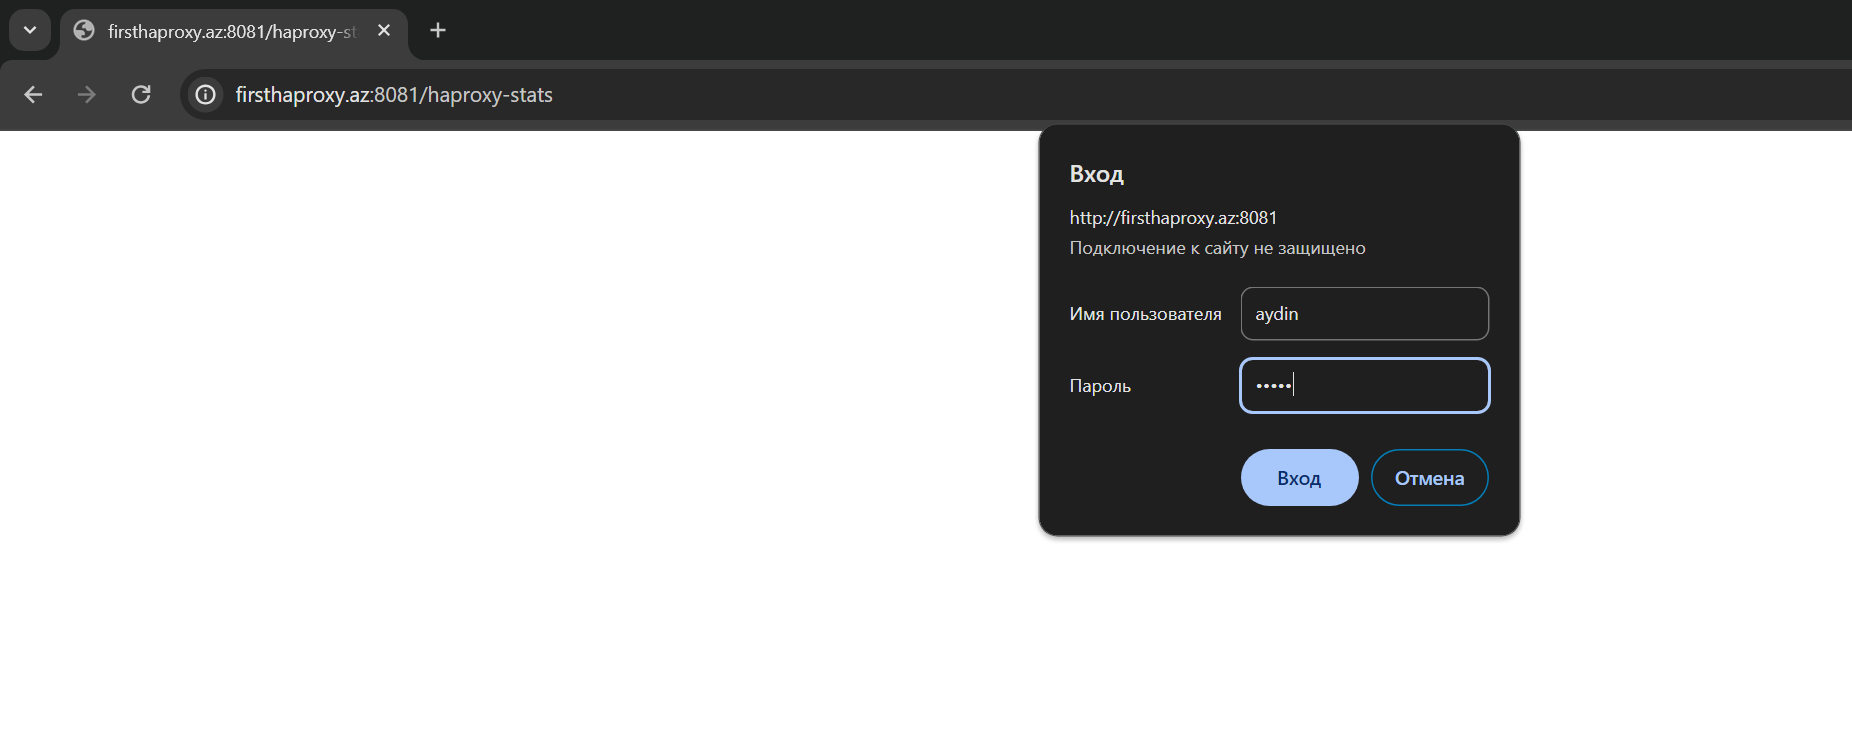 firsthaproxy.az:8081/haproxy-st
firsthaproxy.az:8081/haproxy-stats
Вход
http://firsthaproxy.az:8081
Подключение к сайту не защищено
Имя пользователя aydin
Пароль •••••
Вход Отмена